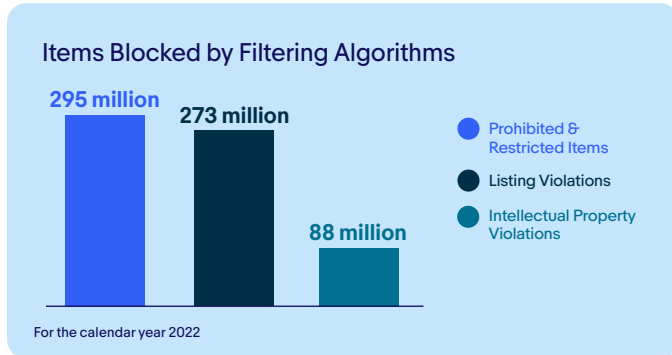 Items Blocked by Filtering Algorithms
295 million
273 million
88 million
Prohibited &
Restricted Items
Listing Violations
Intellectual Property
Violations
For the calendar year 2022